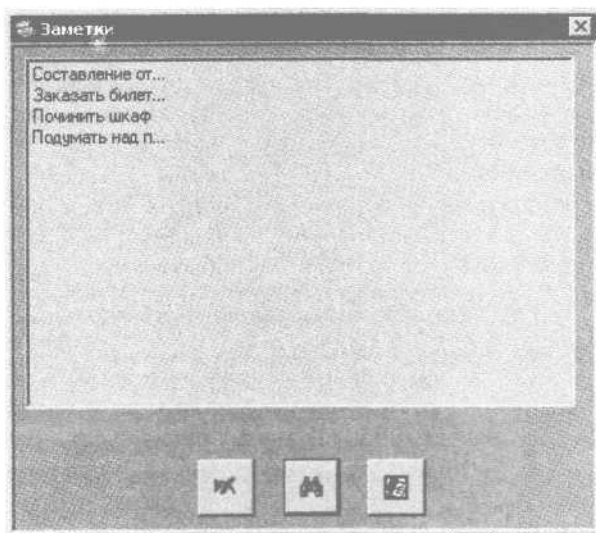 Заметки
Составление от...
Заказать билет...
Починить шкаф
Подумать над п...